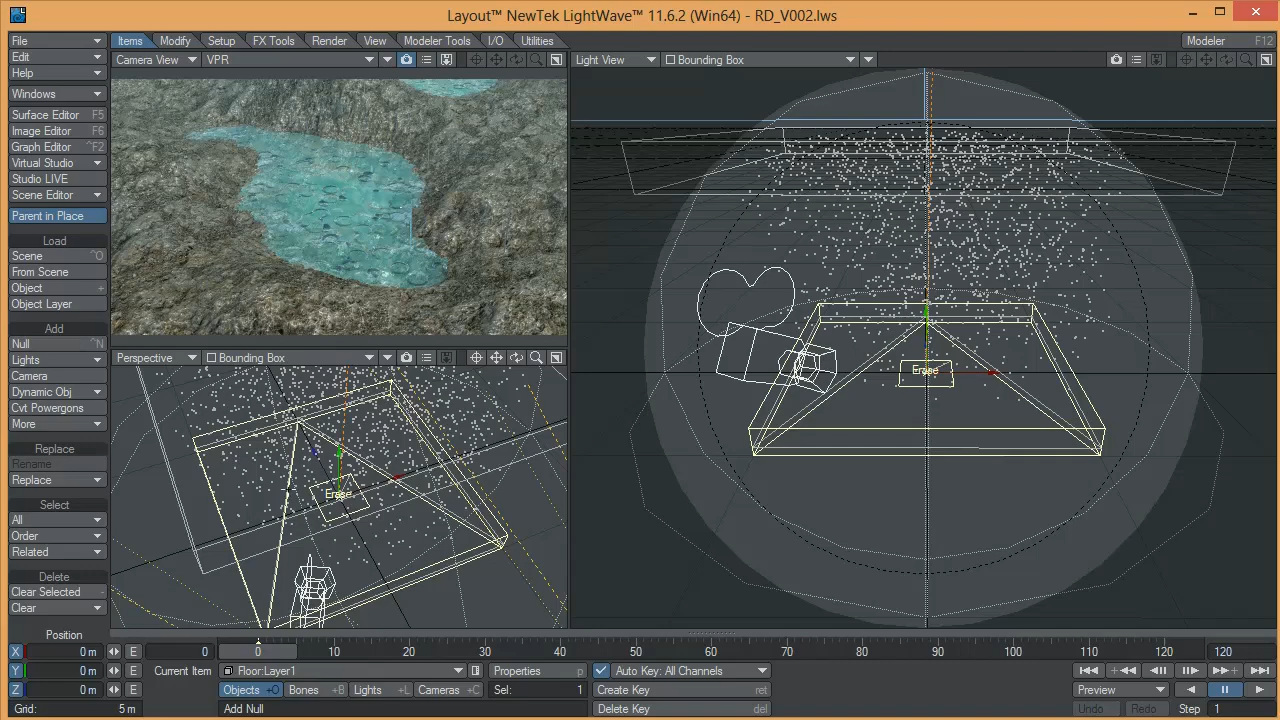 Layout™ NewTek LightWave™ 11.6.2 (Win64) - RD_V002.lws
File
Items Modify Setup FX Tools Render View Modeler Tools I/O Utilities
Modeler F12
Edit
Camera View VPR
Light View Bounding Box
Help
Windows
Surface Editor F5
Image Editor F6
Graph Editor ^F2
Virtual Studio
Studio LIVE
Scene Editor
Parent in Place
Load
Scene ^O
From Scene
Object +
Object Layer
Add
Null ^N
Lights
Camera
Dynamic Obj
Cvt Powergons
More
Replace
Rename
Replace
Select
All
Order
Related
Delete
Clear Selected -
Clear
Perspective Bounding Box
Erase
Erase
Position
X 0 m E 0
0 10 20 30 40 50 60 70 80 90 100 110 120 120
Y 0 m E Current Item Floor:Layer1 Properties p Auto Key: All Channels
Z 0 m E Objects +O Bones +B Lights +L Cameras +C Sel: 1 Create Key ret Preview
Grid: 5 m Add Null Delete Key del Undo Redo Step 1